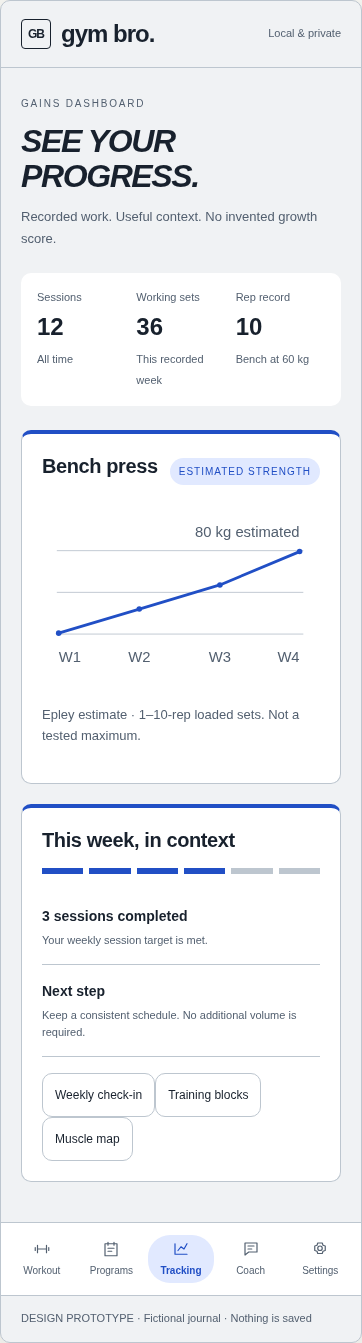 GB gym bro. Local & private
GAINS DASHBOARD
SEE YOUR
PROGRESS.
Recorded work. Useful context. No invented growth
score.
Sessions Working sets Rep record
12 36 10
All time This recorded Bench at 60 kg
week
Bench press ESTIMATED STRENGTH
80 kg estimated
W1 W2 W3 W4
Epley estimate · 1–10-rep loaded sets. Not a
tested maximum.
This week, in context
3 sessions completed
Your weekly session target is met.
Next step
Keep a consistent schedule. No additional volume is
required.
Weekly check-in Training blocks
Muscle map
Workout Programs Tracking Coach Settings
DESIGN PROTOTYPE · Fictional journal · Nothing is saved